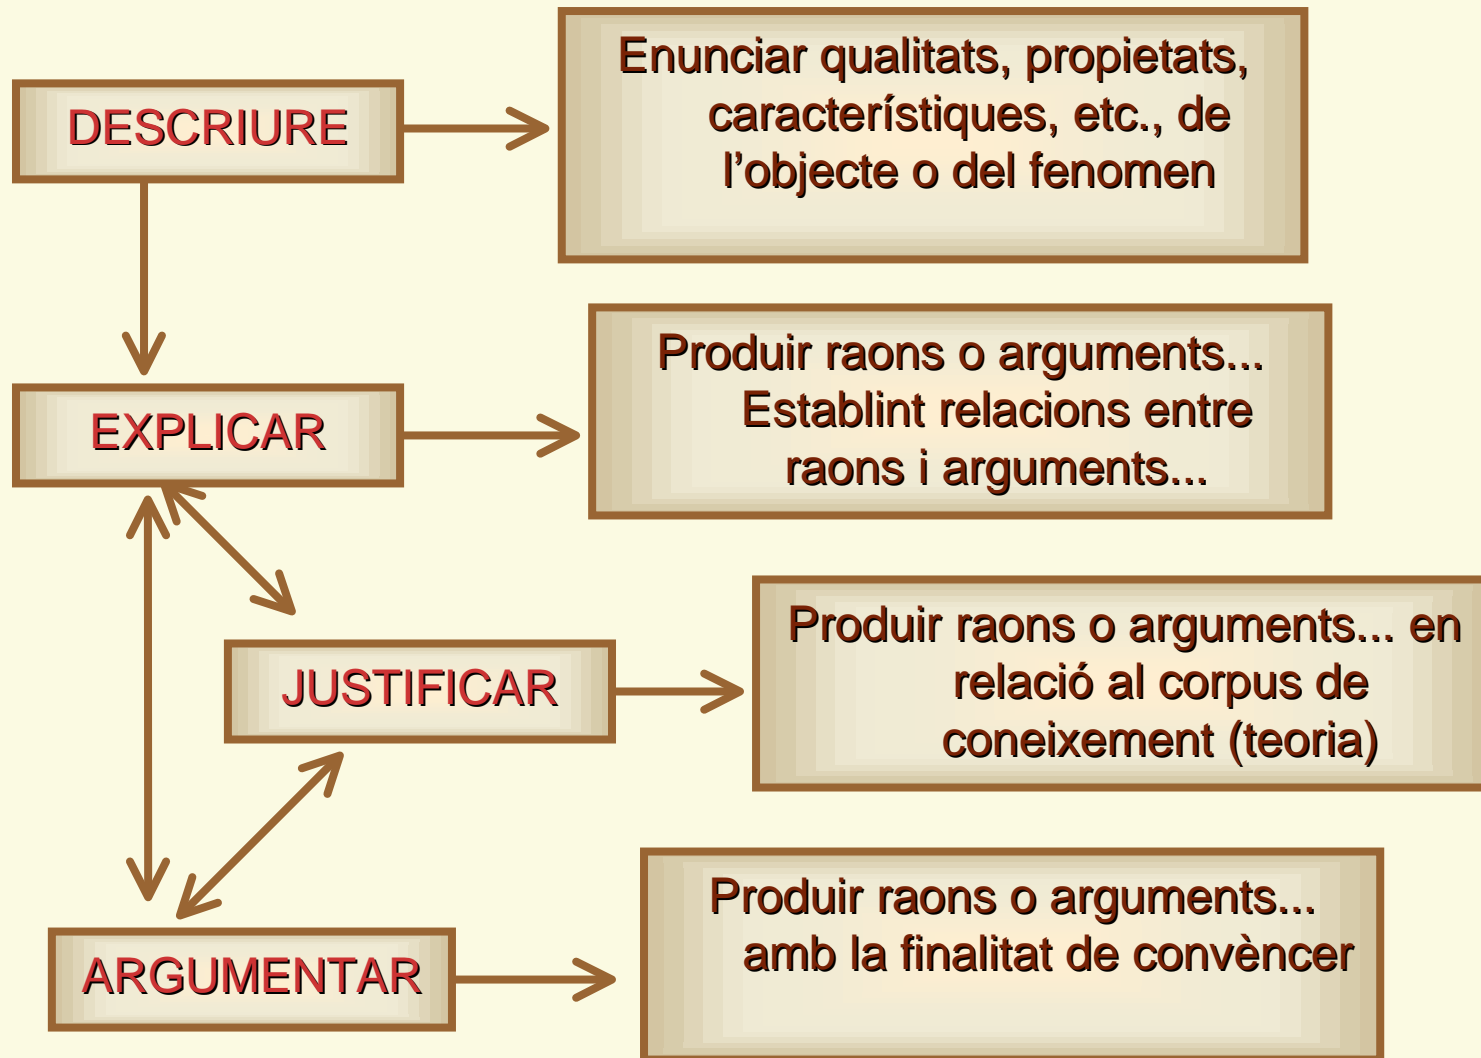 DESCRIURE
Enunciar qualitats, propietats,
característiques, etc., de
l’objecte o del fenomen
EXPLICAR
Produir raons o arguments...
Establint relacions entre
raons i arguments...
JUSTIFICAR
Produir raons o arguments... en
relació al corpus de
coneixement (teoria)
ARGUMENTAR
Produir raons o arguments...
amb la finalitat de convèncer